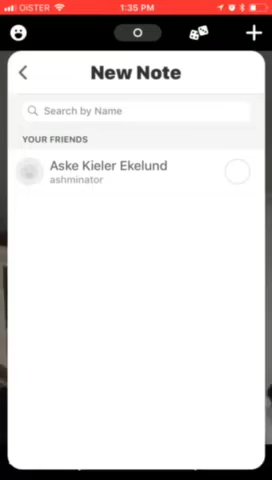 OiSTER 1:35 PM
New Note
Search by Name
YOUR FRIENDS
Aske Kieler Ekelund
ashminator